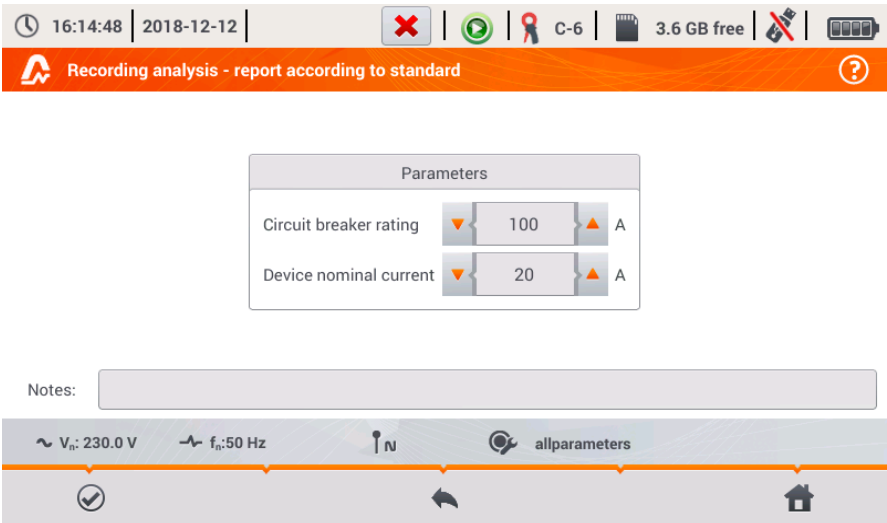 16:14:48 2018-12-12 C-6 3.6 GB free
Recording analysis - report according to standard ?
Parameters
Circuit breaker rating 100 A
Device nominal current 20 A
Notes:
Vₙ: 230.0 V fₙ:50 Hz N allparameters